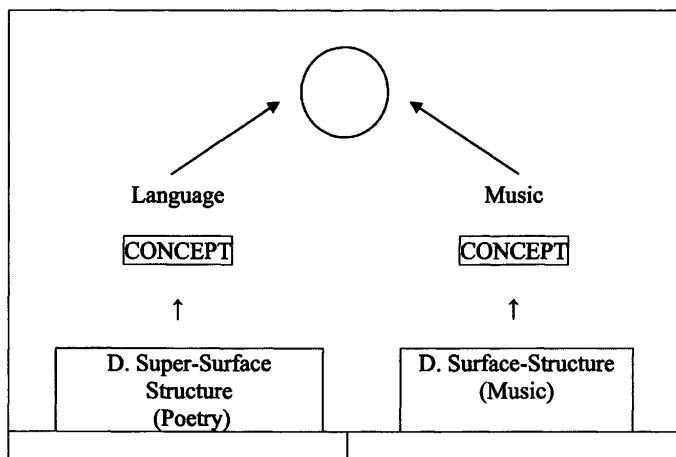 Language
Music
CONCEPT
CONCEPT
↑
↑
D. Super-Surface
Structure
(Poetry)
D. Surface-Structure
(Music)